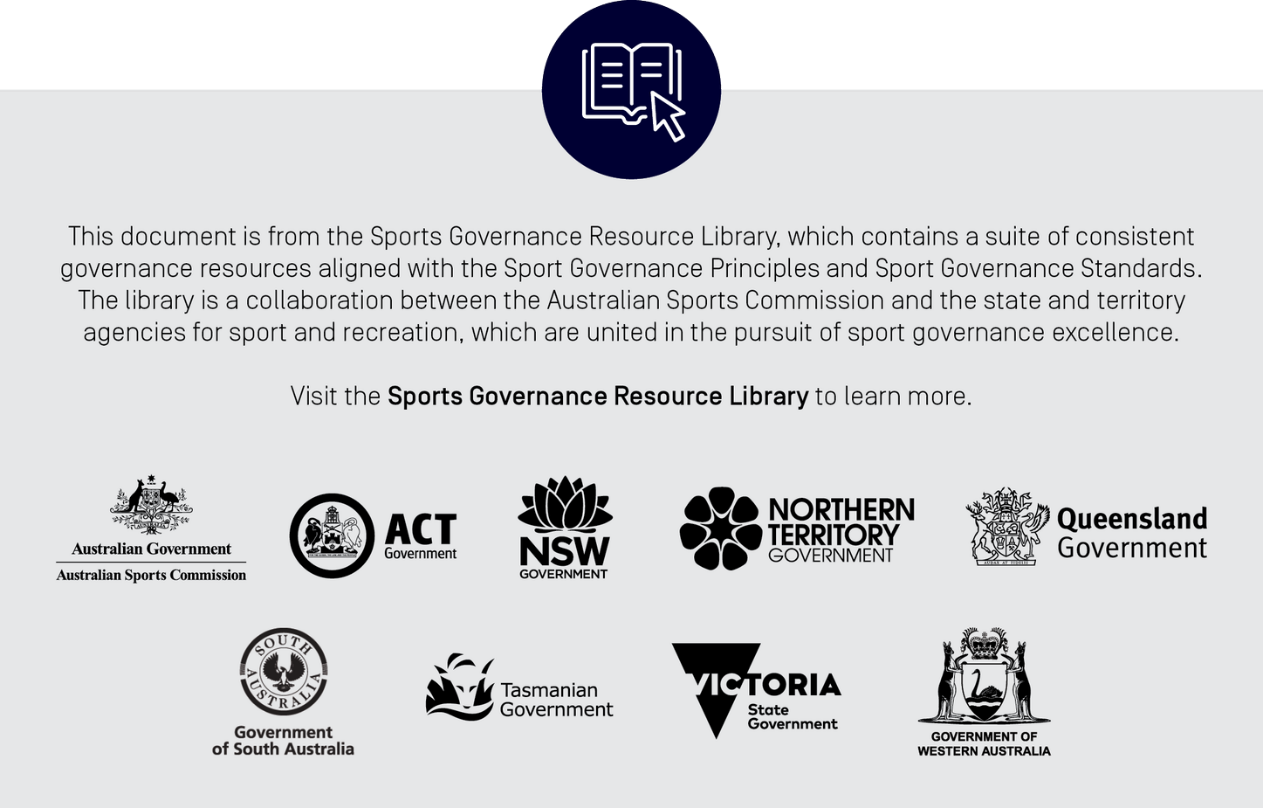 This document is from the Sports Governance Resource Library, which contains a suite of consistent
governance resources aligned with the Sport Governance Principles and Sport Governance Standards.
The library is a collaboration between the Australian Sports Commission and the state and territory
agencies for sport and recreation, which are united in the pursuit of sport governance excellence.
Visit the Sports Governance Resource Library to learn more.
Australian Government
Australian Sports Commission
ACT
Government
NSW
GOVERNMENT
NORTHERN
TERRITORY
GOVERNMENT
Queensland
Government
SOUTH
AUSTRALIA
Government
of South Australia
Tasmanian
Government
VICTORIA
State
Government
GOVERNMENT OF
WESTERN AUSTRALIA